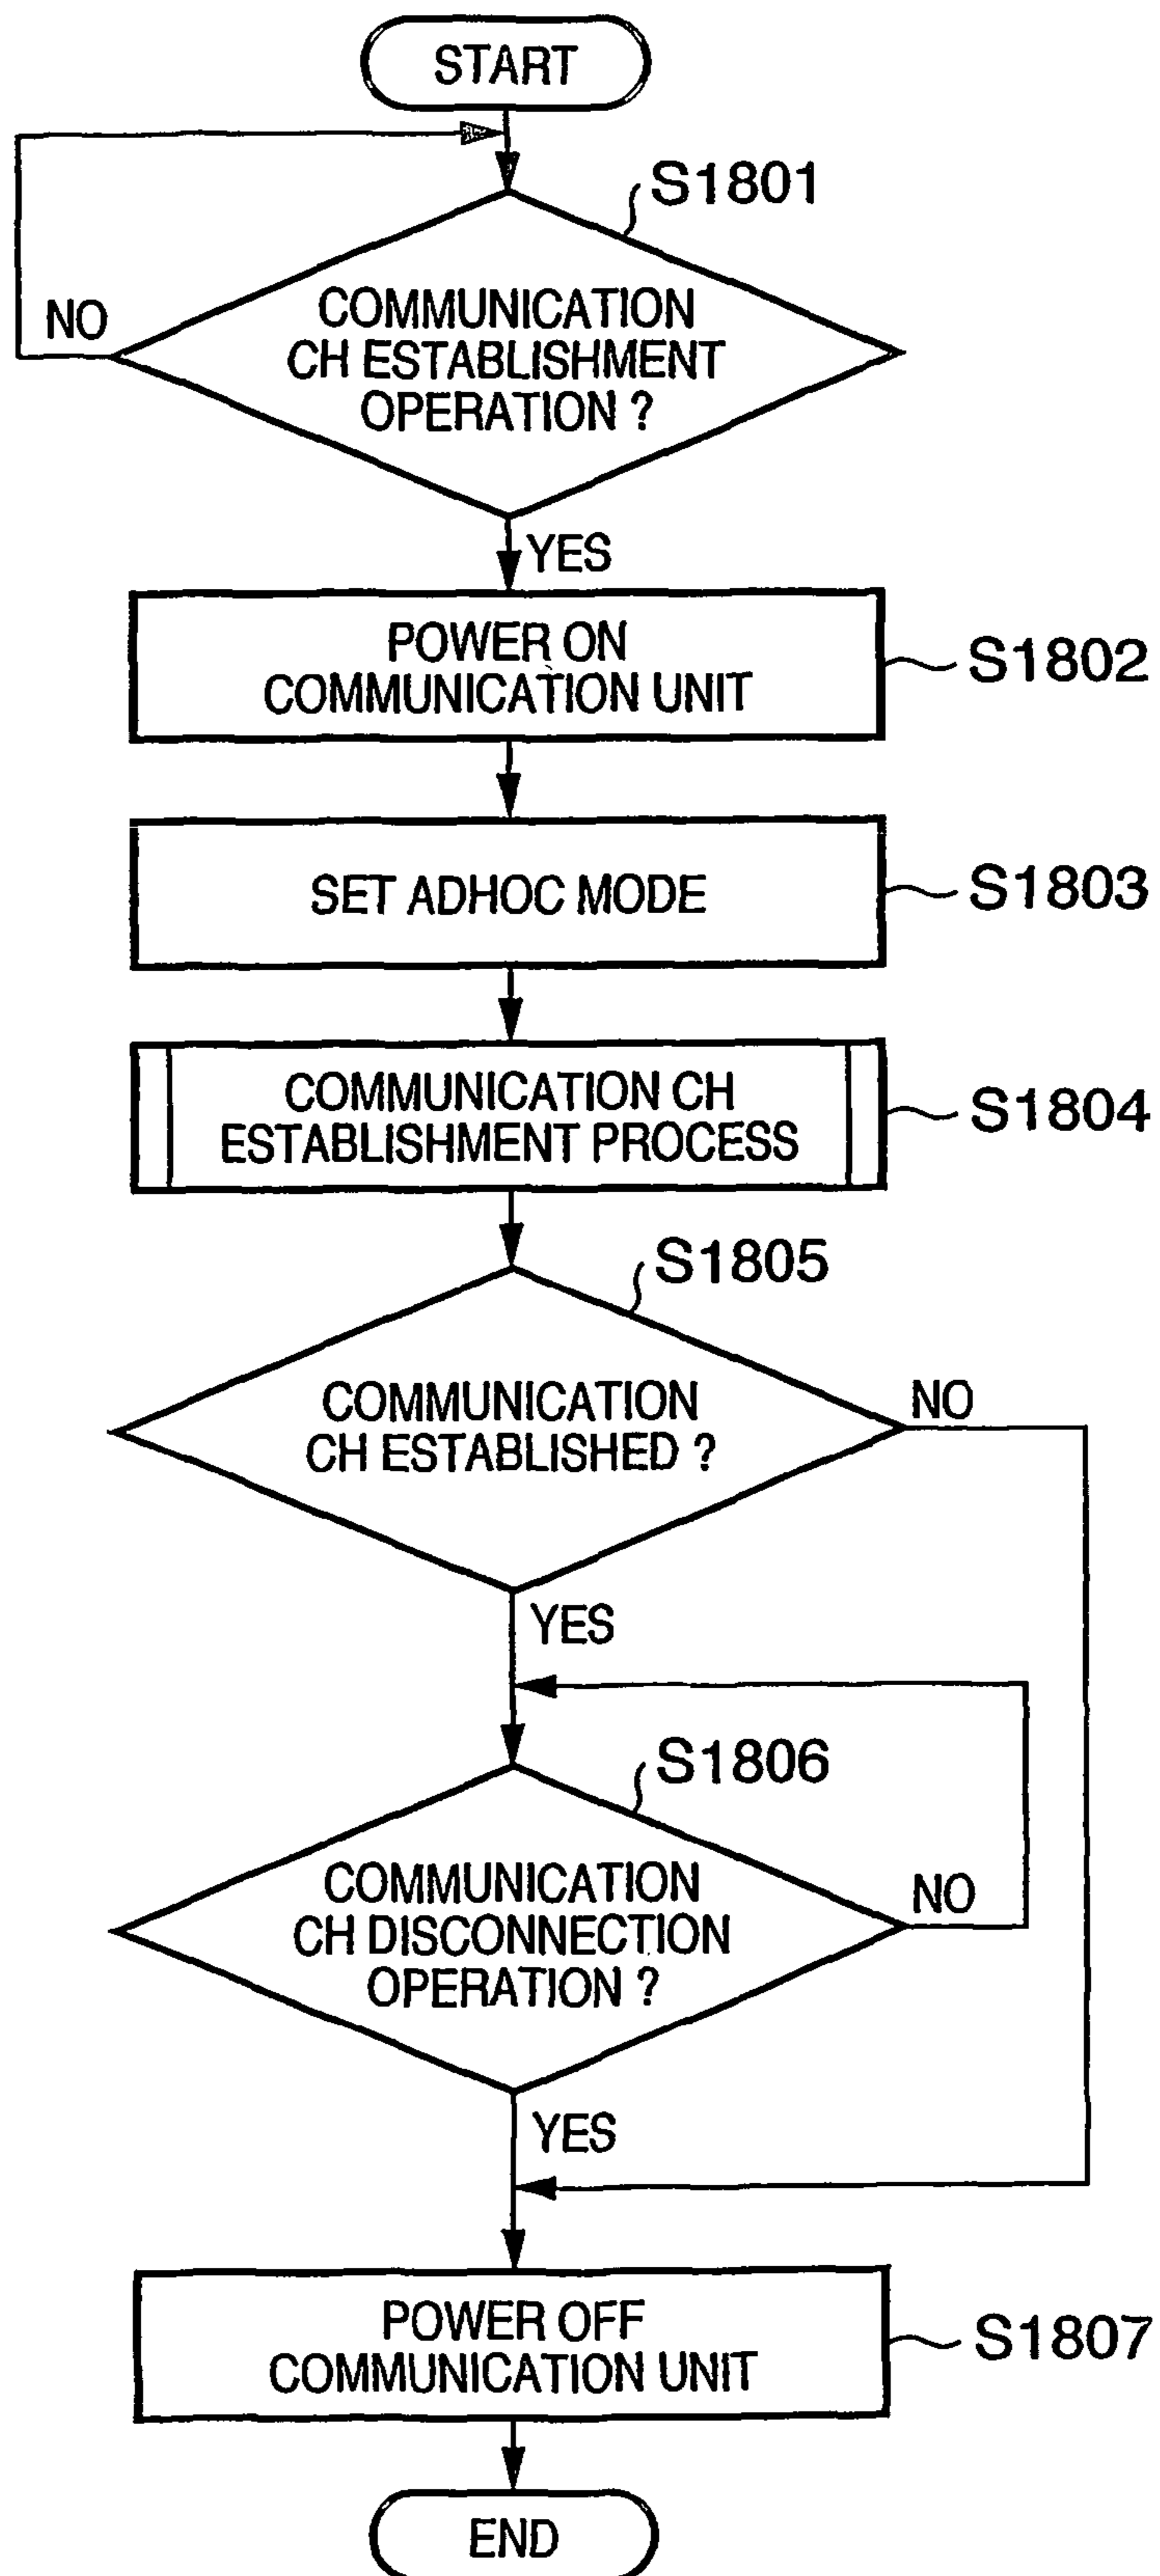 START
S1801
COMMUNICATION
CH ESTABLISHMENT
OPERATION ?
NO
YES
POWER ON
COMMUNICATION UNIT
S1802
SET ADHOC MODE
S1803
COMMUNICATION CH
ESTABLISHMENT PROCESS
S1804
S1805
COMMUNICATION
CH ESTABLISHED ?
NO
YES
S1806
COMMUNICATION
CH DISCONNECTION
OPERATION ?
NO
YES
POWER OFF
COMMUNICATION UNIT
S1807
END